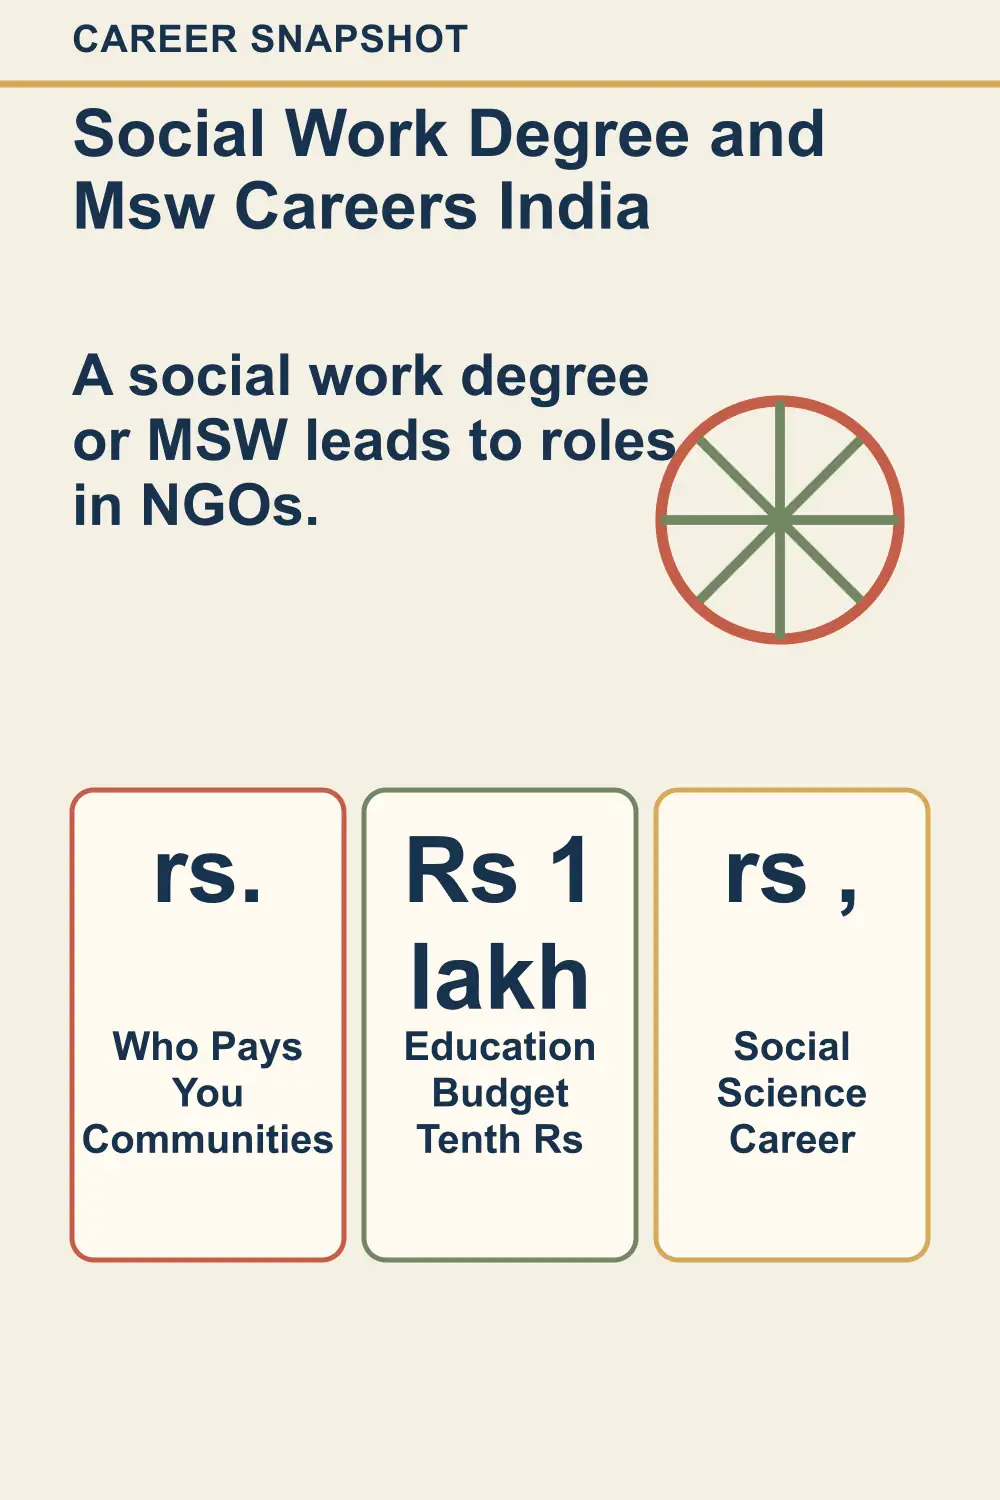 CAREER SNAPSHOT
Social Work Degree and
Msw Careers India
A social work degree
or MSW leads to roles
in NGOs.
rs.
Who Pays
You
Communities
Rs 1
lakh
Education
Budget
Tenth Rs
rs ,
Social
Science
Career